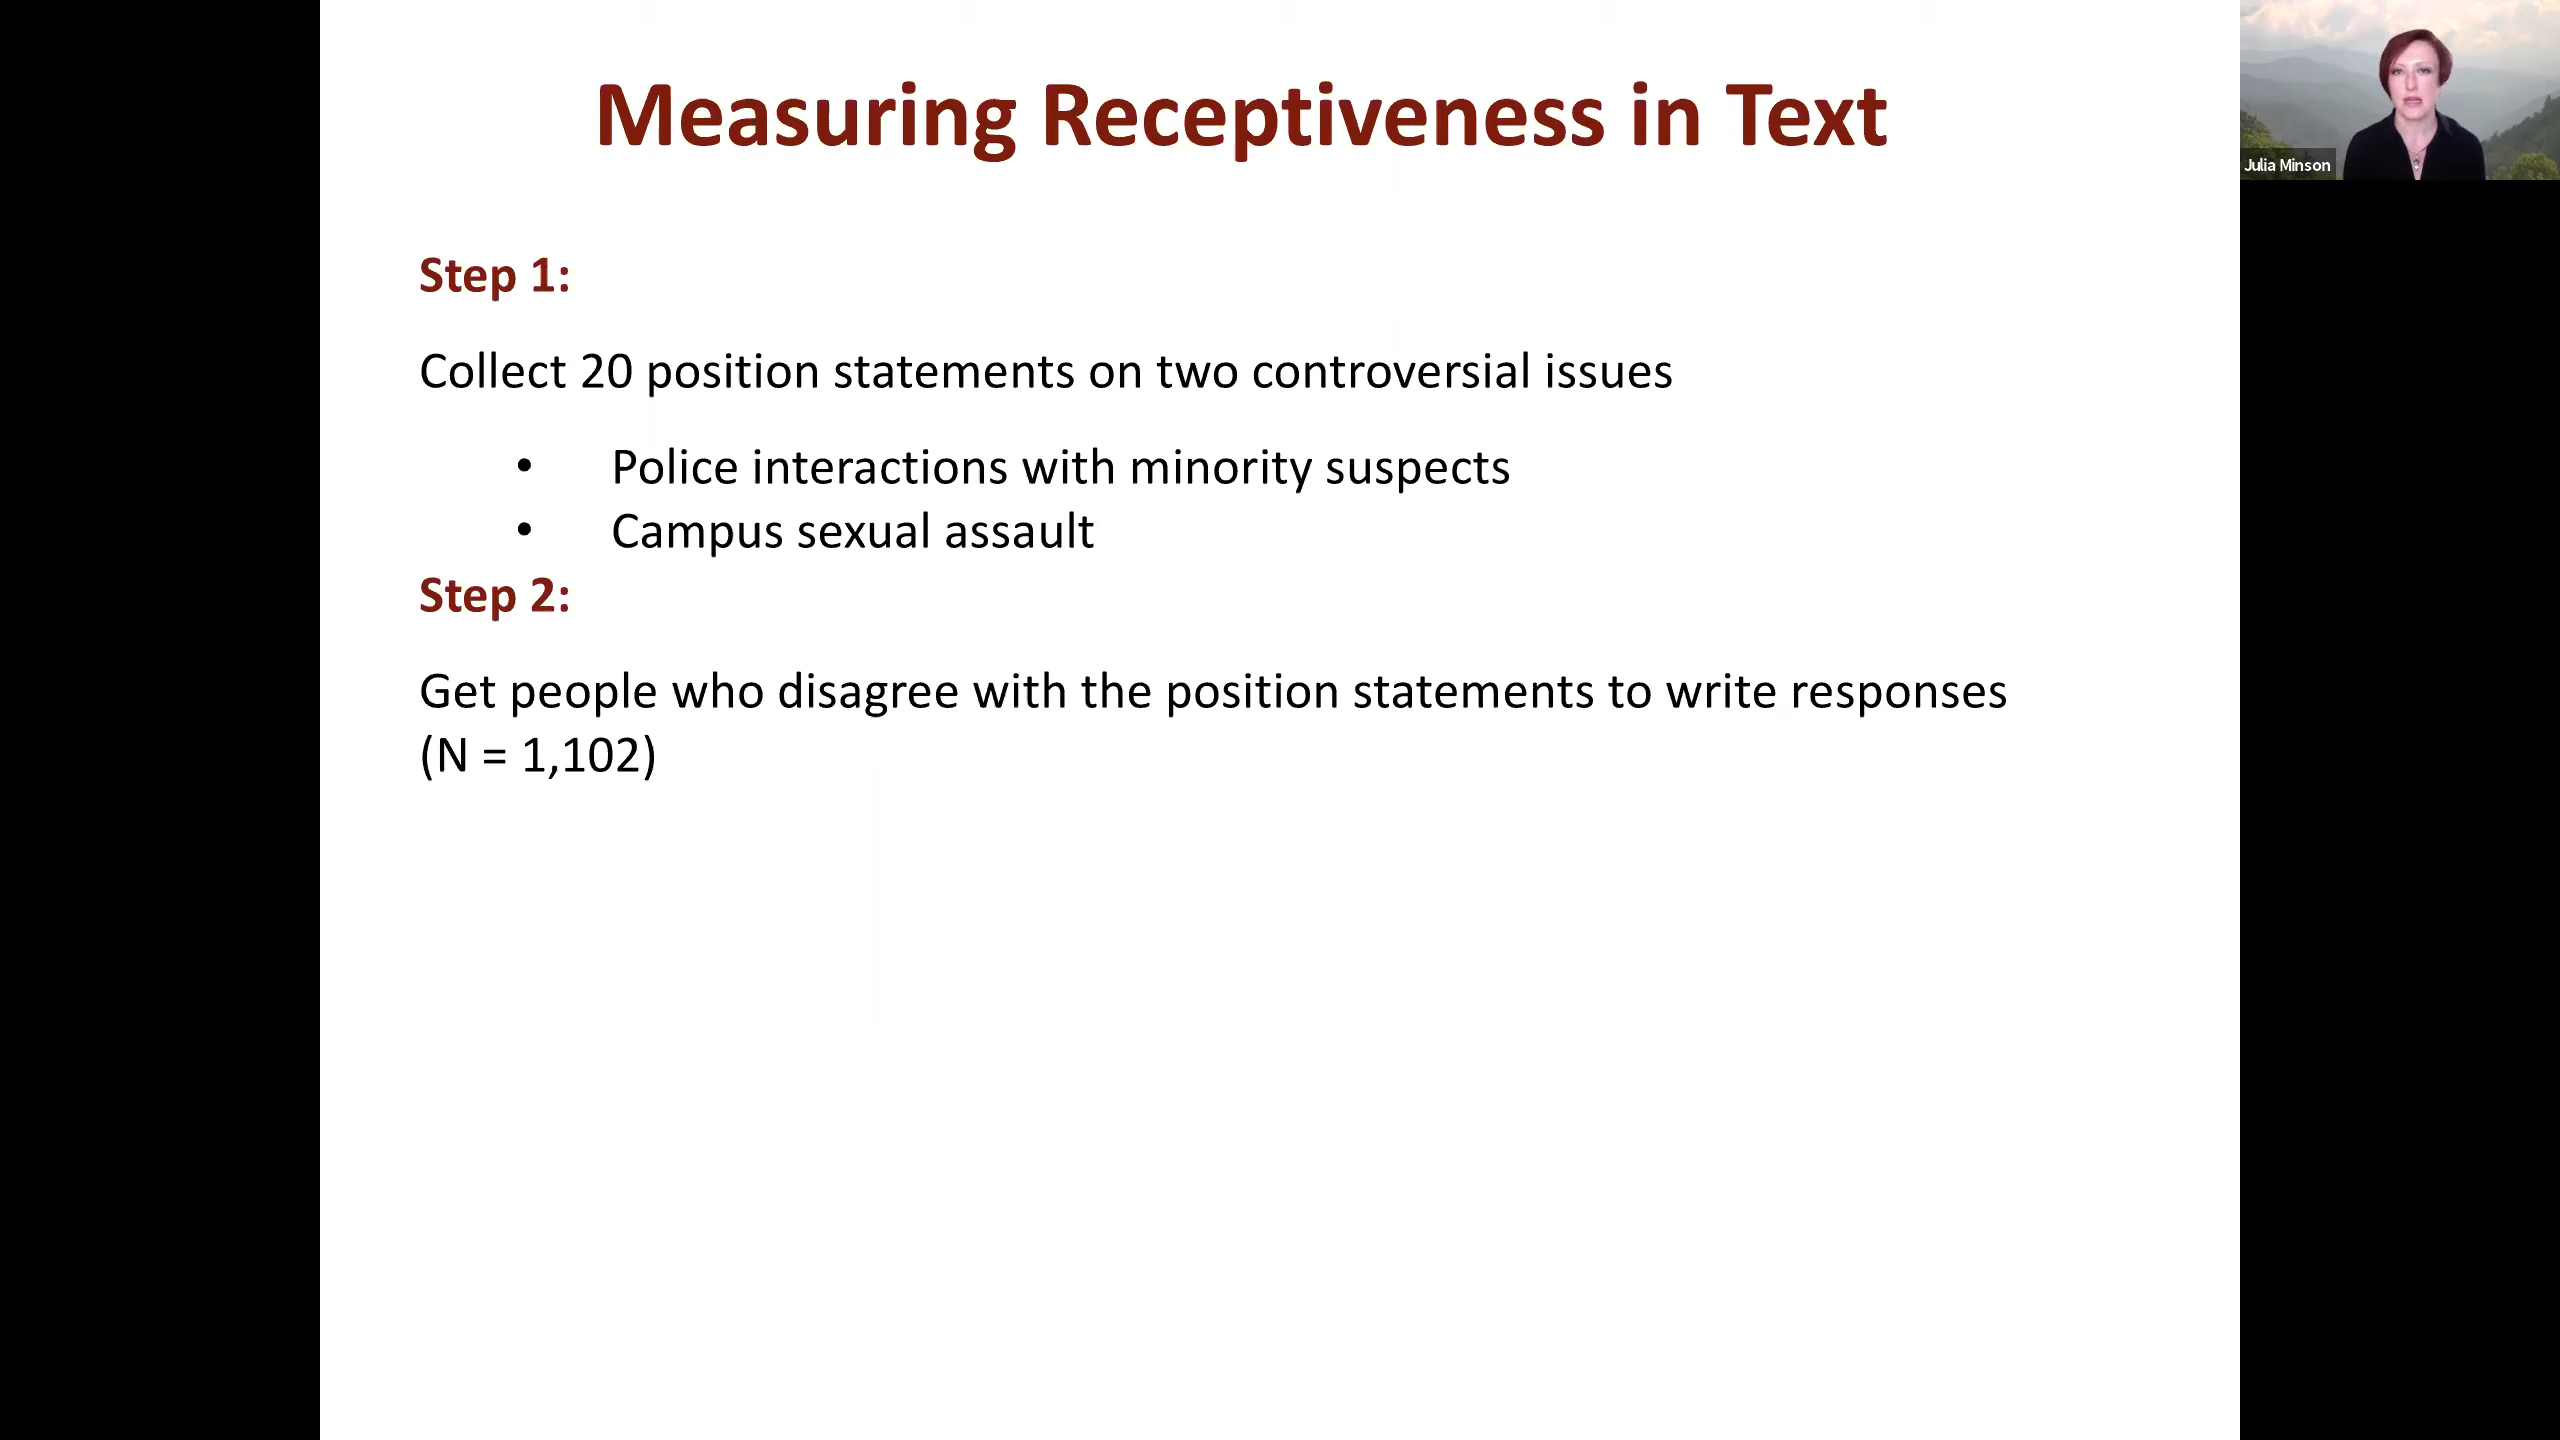 Measuring Receptiveness in Text
Julia Minson
Step 1:
Collect 20 position statements on two controversial issues
• Police interactions with minority suspects
• Campus sexual assault
Step 2:
Get people who disagree with the position statements to write responses
(N = 1,102)